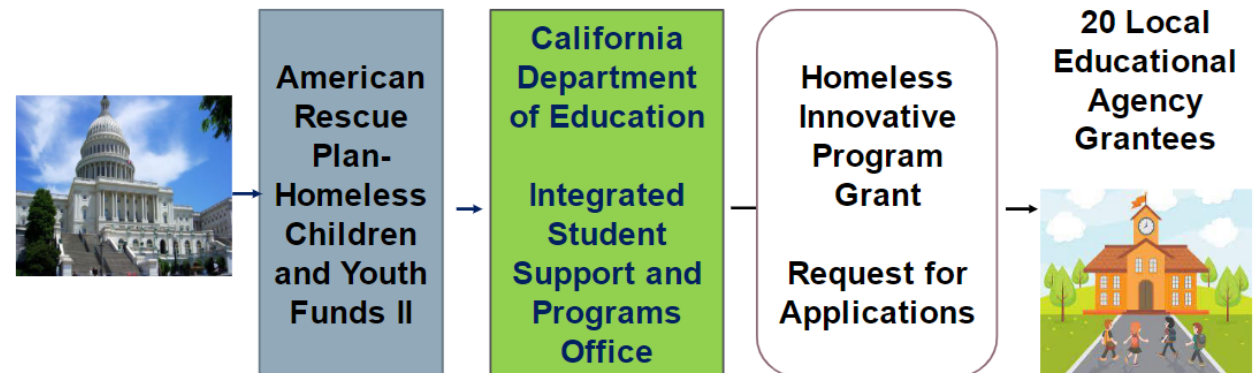 American
Rescue
Plan-
Homeless
Children
and Youth
Funds II
California
Department
of Education
Integrated
Student
Support and
Programs
Office
Homeless
Innovative
Program
Grant
Request for
Applications
20 Local
Educational
Agency
Grantees